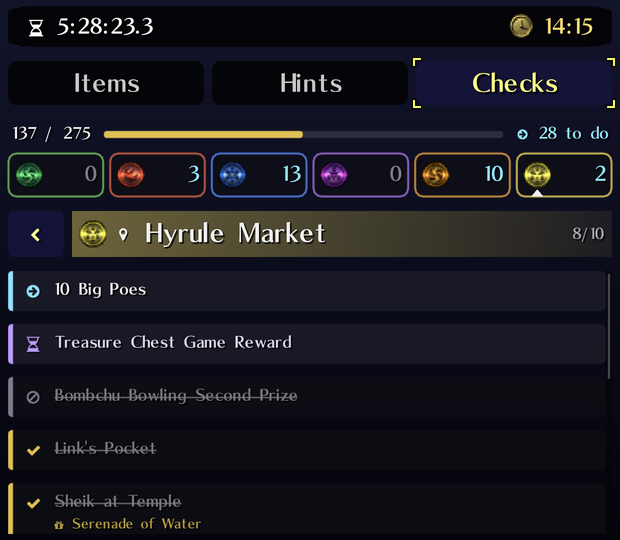 5:28:23.3
14:15
Items
Hints
Checks
137 / 275
28 to do
0
3
13
0
10
2
Hyrule Market
8/10
10 Big Poes
Treasure Chest Game Reward
Bombchu Bowling Second Prize
Link's Pocket
Sheik at Temple
Serenade of Water